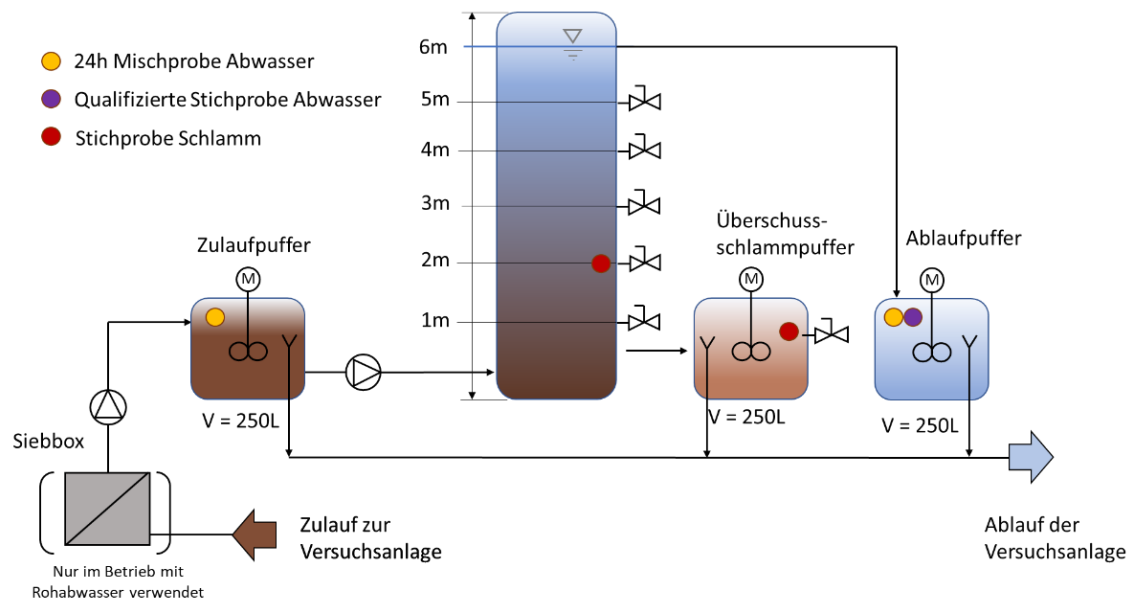 24h Mischprobe Abwasser
Qualifizierte Stichprobe Abwasser
Stichprobe Schlamm
6m
5m
4m
3m
2m
1m
Zulaufpuffer
M
V = 250L
Überschuss-
schlammpuffer
M
V = 250L
Ablaufpuffer
M
V = 250L
Siebbox
Zulauf zur
Versuchsanlage
Nur im Betrieb mit
Rohabwasser verwendet
Ablauf der
Versuchsanlage